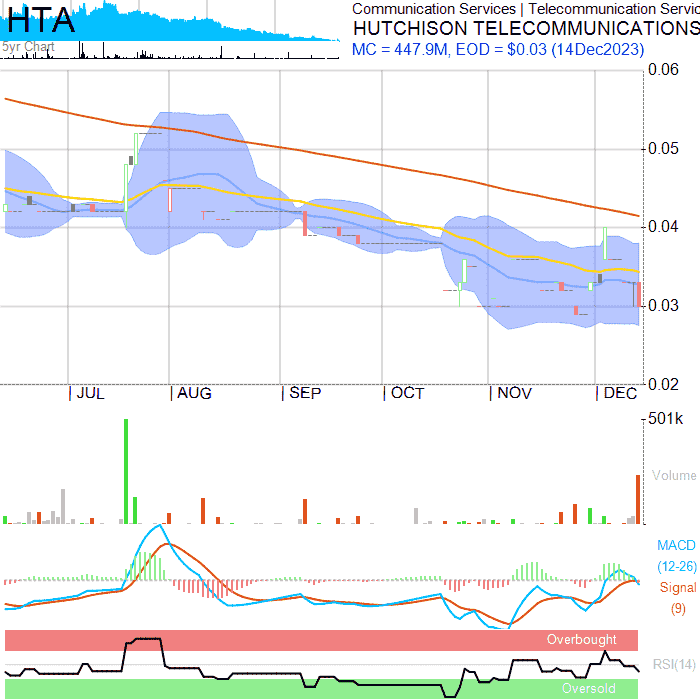 HTA
5yr Chart
Communication Services | Telecommunication Servic
HUTCHISON TELECOMMUNICATIONS
MC = 447.9M, EOD = $0.03 (14Dec2023)
0.06
0.05
0.04
0.03
0.02
JUL AUG SEP OCT NOV DEC
501k
Volume
MACD
(12-26)
Signal
(9)
Overbought
RSI(14)
Oversold